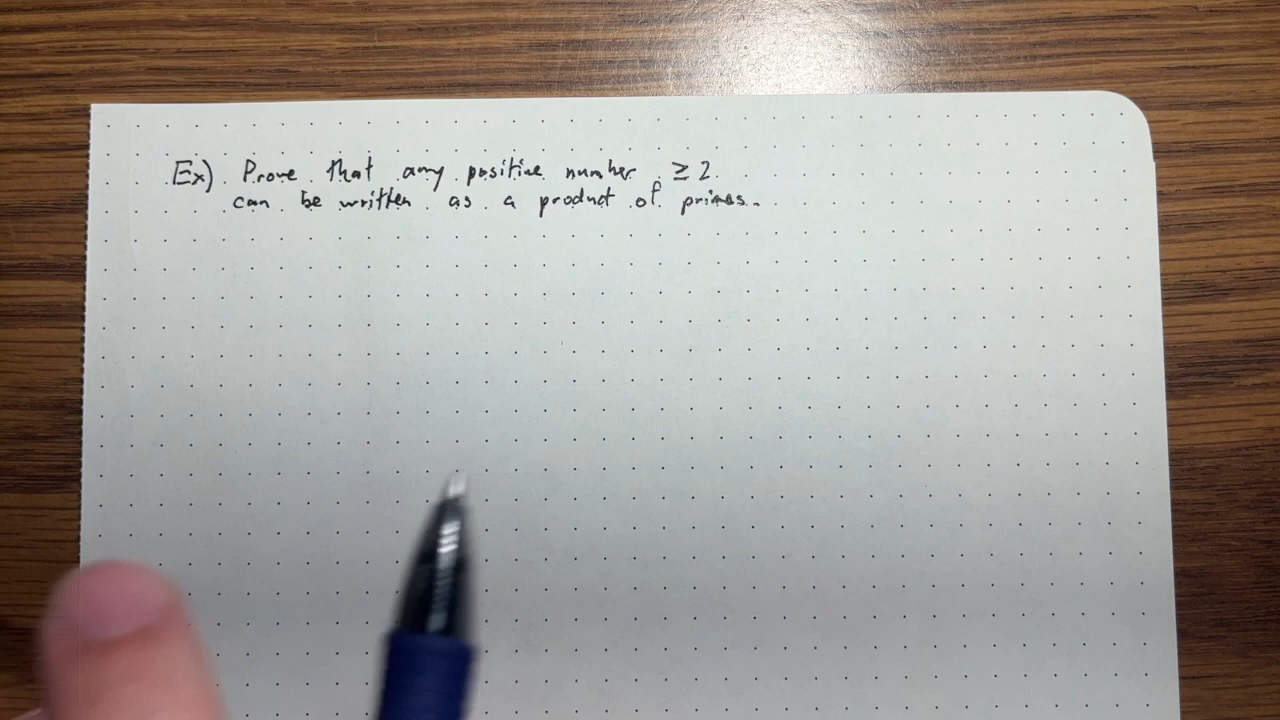 Ex) Prove that any positive number ≥ 2
can be written as a product of primes.